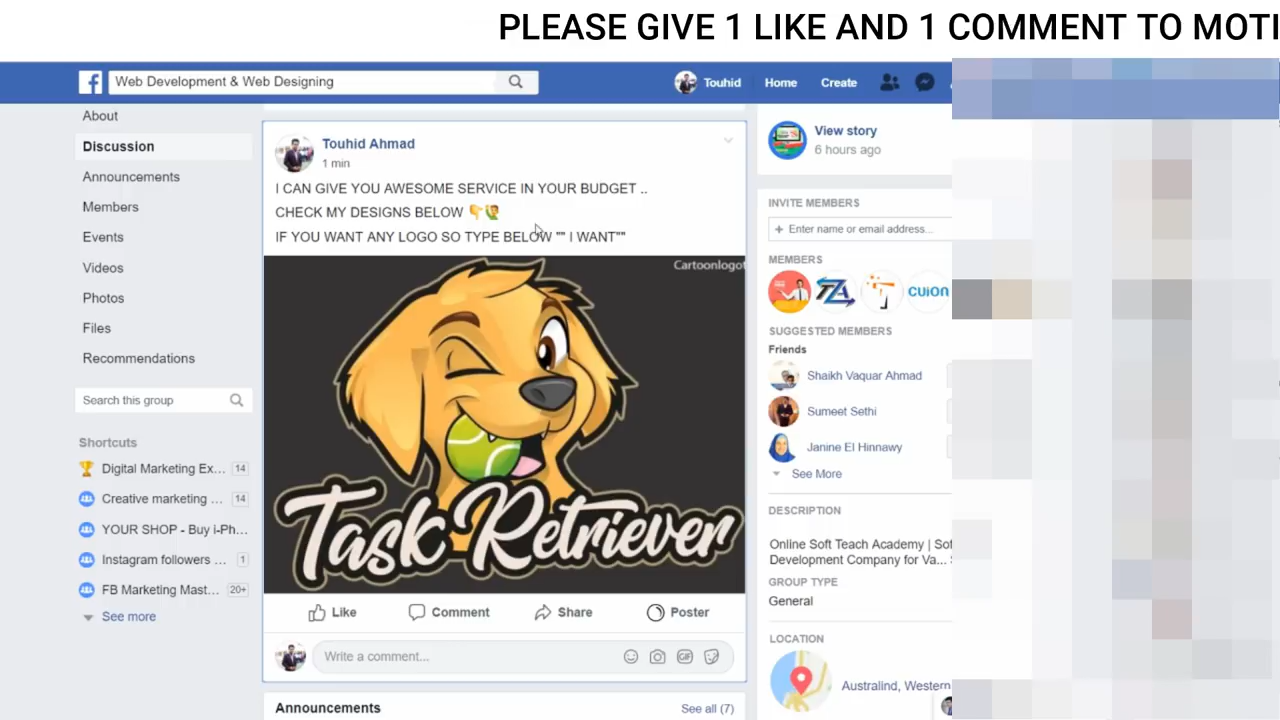 PLEASE GIVE 1 LIKE AND 1 COMMENT TO MOTI
Web Development & Web Designing
Touhid
Home
Create
About
Discussion
Announcements
Members
Events
Videos
Photos
Files
Recommendations
Search this group
Shortcuts
Digital Marketing Ex... 14
Creative marketing ... 14
YOUR SHOP - Buy i-Ph...
Instagram followers ... 1
FB Marketing Mast... 20+
See more
Touhid Ahmad
1 min
I CAN GIVE YOU AWESOME SERVICE IN YOUR BUDGET ..
CHECK MY DESIGNS BELOW 👇🙋
IF YOU WANT ANY LOGO SO TYPE BELOW "" I WANT""
Cartoonlogot
Task Retriever
Like
Comment
Share
Poster
Write a comment...
GIF
Announcements
See all (7)
View story
6 hours ago
INVITE MEMBERS
+ Enter name or email address...
MEMBERS
CUION
SUGGESTED MEMBERS
Friends
Shaikh Vaquar Ahmad
Sumeet Sethi
Janine El Hinnawy
See More
DESCRIPTION
Online Soft Teach Academy | Sof
Development Company for Va...
GROUP TYPE
General
LOCATION
Australind, Western